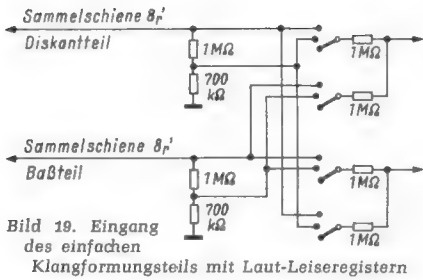 Sammelschiene 8r'
Diskantteil
1MΩ
700
kΩ
1MΩ
1MΩ
Sammelschiene 8r'
Baßteil
1MΩ
700
kΩ
1MΩ
1MΩ
Bild 19. Eingang
des einfachen
Klangformungsteils mit Laut-Leiseregistern